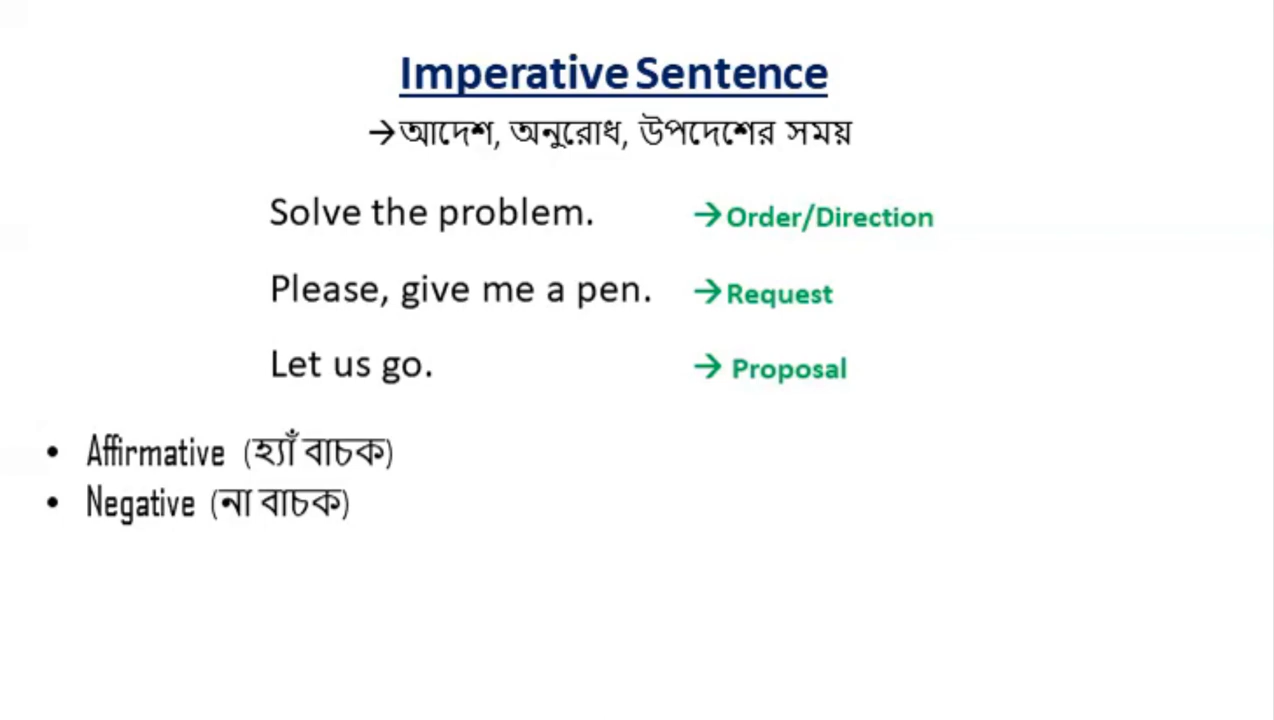 Imperative Sentence
→আদেশ, অনুরোধ, উপদেশের সময়
Solve the problem. →Order/Direction
Please, give me a pen. →Request
Let us go. → Proposal
• Affirmative (হ্যাঁ বাচক)
• Negative (না বাচক)